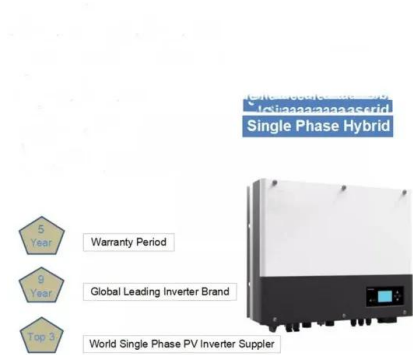 Single Phase Hybrid
5
Year
Warranty Period
9
Year
Global Leading Inverter Brand
Top 3
World Single Phase PV Inverter Suppler